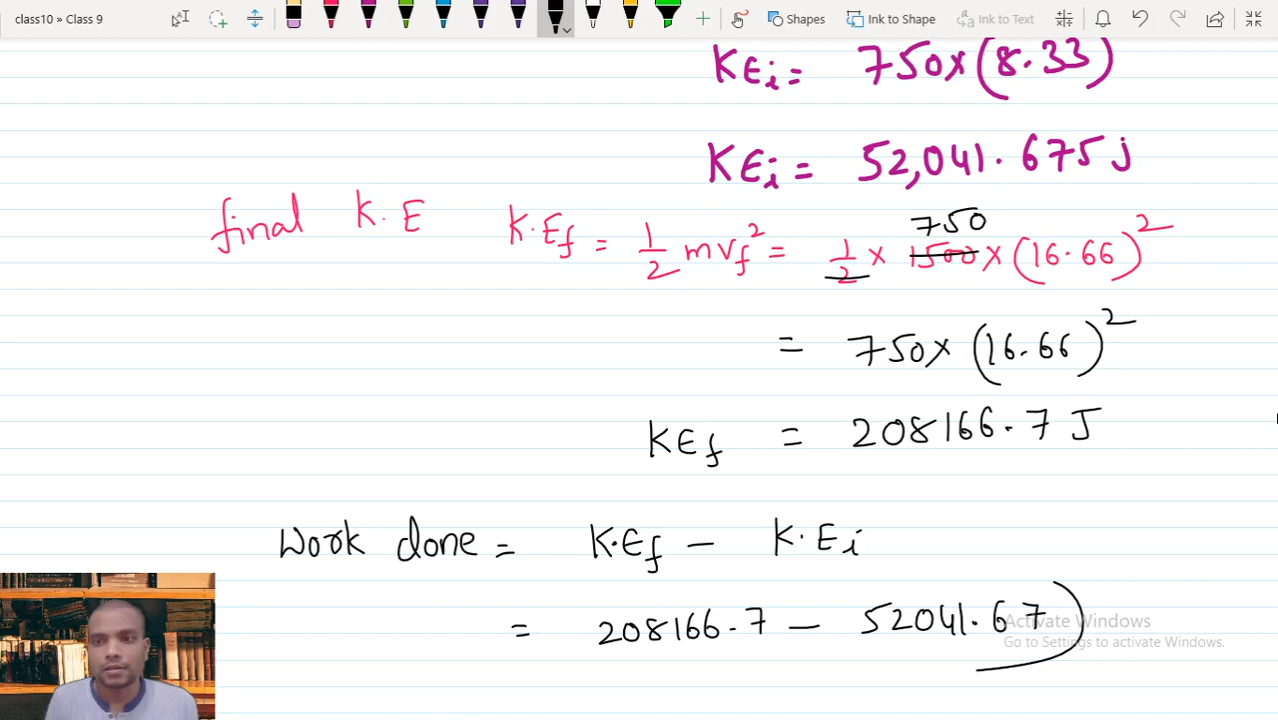 class10 » Class 9
Shapes
Ink to Shape
Ink to Text
KEi = 750x(8.33)
KEi = 52,041.675 j
final K.E K.Ef = 1/2 mvf² = 1/2 x 1500 x (16.66)²
750
= 750x (16.66)²
KEf = 208166.7 J
Work done = K.Ef - K.Ei
= 208166.7 - 52041.67
Activate Windows
Go to Settings to activate Windows.